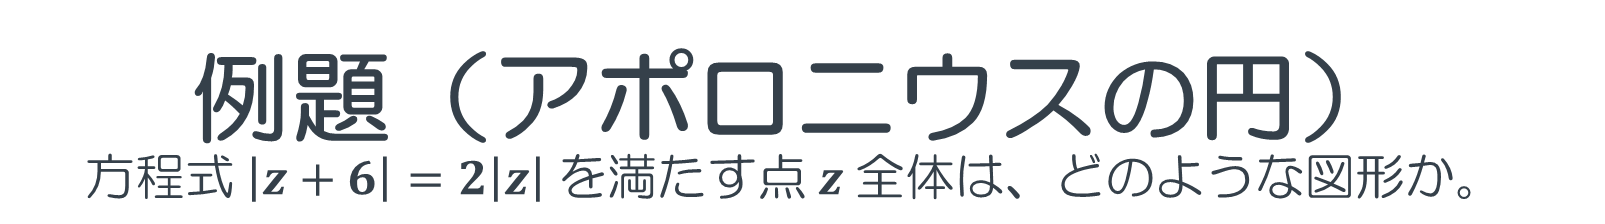 例題（アポロニウスの円）
方程式 |z + 6| = 2|z| を満たす点 z 全体は、どのような図形か。